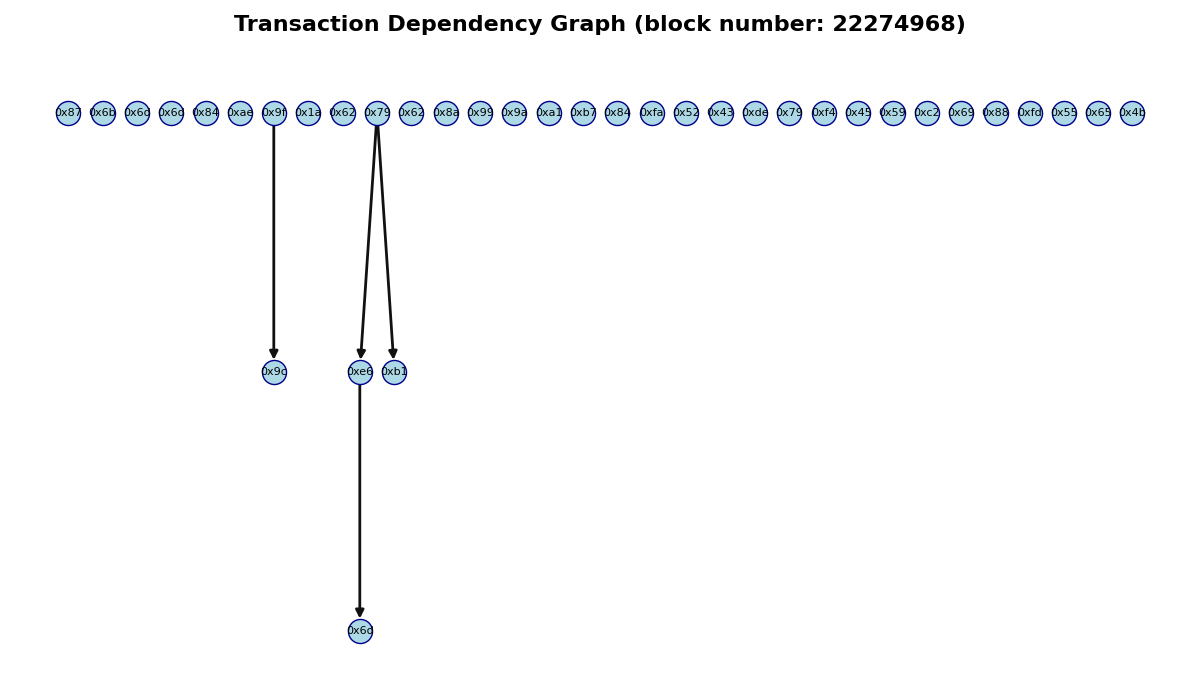 Transaction Dependency Graph (block number: 22274968)
0x87 0x6b 0x6d 0x6d 0x84 0xae 0x9f 0x1a 0x62 0x79 0x62 0x8a 0x99 0x9a 0xa1 0xb7 0x84 0xfa 0x52 0x43 0xde 0x79 0xf4 0x45 0x59 0xc2 0x69 0x88 0xfd 0x55 0x65 0x4b
0x9c 0xe6 0xb1
0x6d